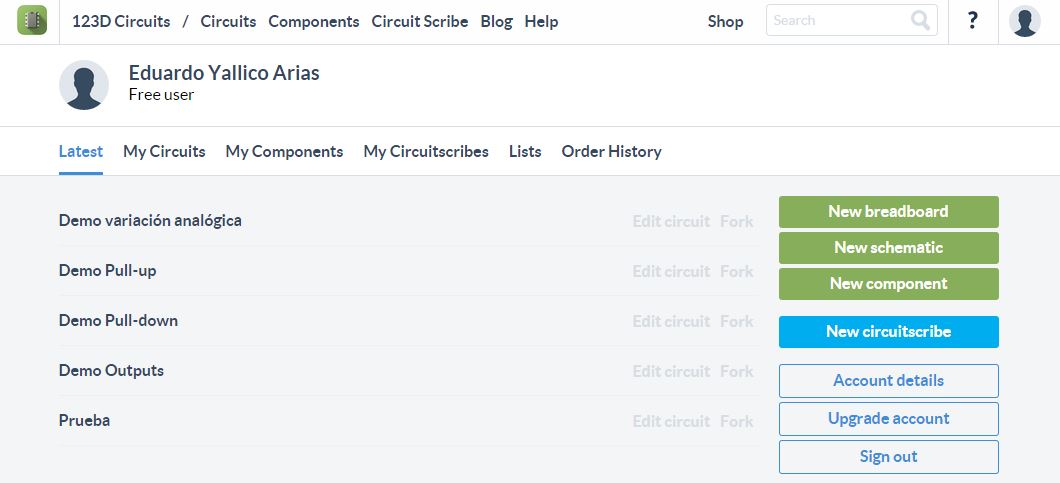 123D Circuits / Circuits Components Circuit Scribe Blog Help Shop Search ?
Eduardo Yallico Arias
Free user
Latest My Circuits My Components My Circuitscribes Lists Order History
Demo variación analógica Edit circuit Fork
Demo Pull-up Edit circuit Fork
Demo Pull-down Edit circuit Fork
Demo Outputs Edit circuit Fork
Prueba Edit circuit Fork
New breadboard
New schematic
New component
New circuitscribe
Account details
Upgrade account
Sign out